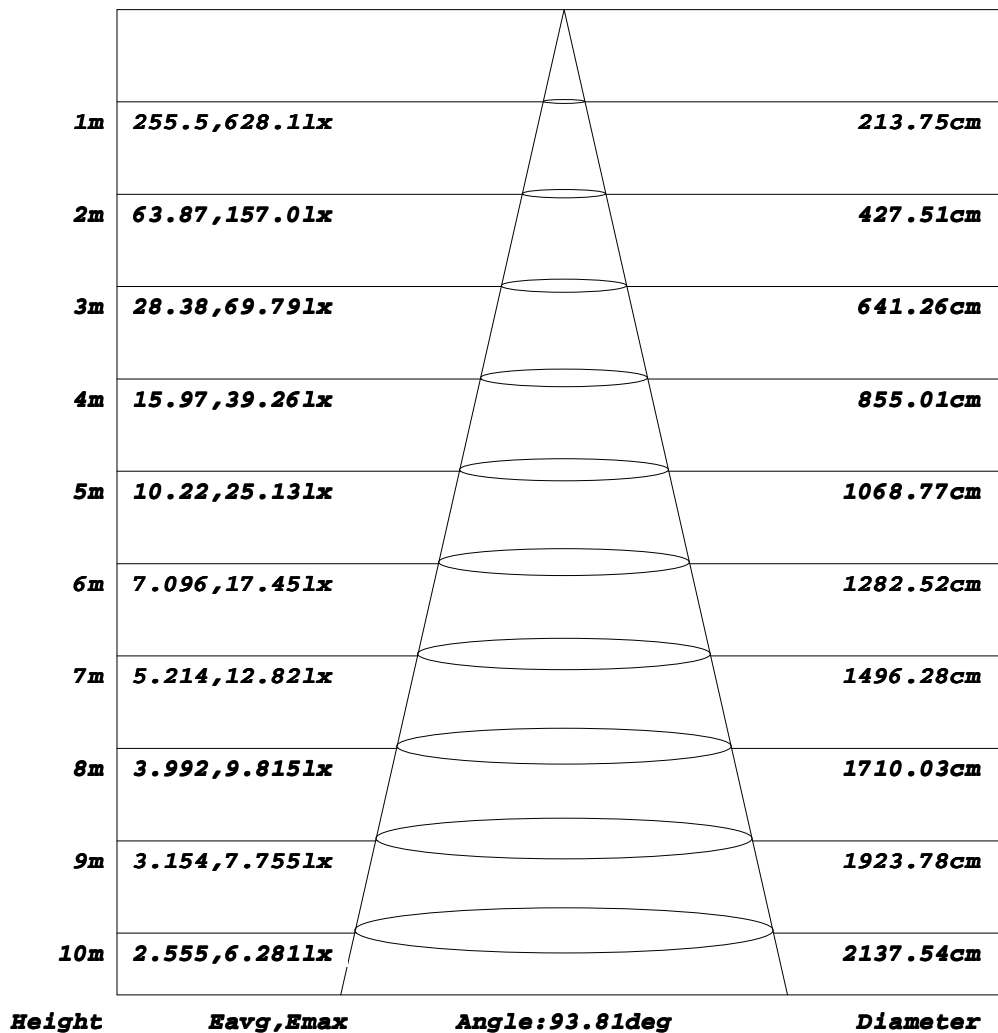 1m 255.5,628.1lx 213.75cm
2m 63.87,157.0lx 427.51cm
3m 28.38,69.79lx 641.26cm
4m 15.97,39.26lx 855.01cm
5m 10.22,25.13lx 1068.77cm
6m 7.096,17.45lx 1282.52cm
7m 5.214,12.82lx 1496.28cm
8m 3.992,9.815lx 1710.03cm
9m 3.154,7.755lx 1923.78cm
10m 2.555,6.281lx 2137.54cm
Height Eavg,Emax Angle:93.81deg Diameter